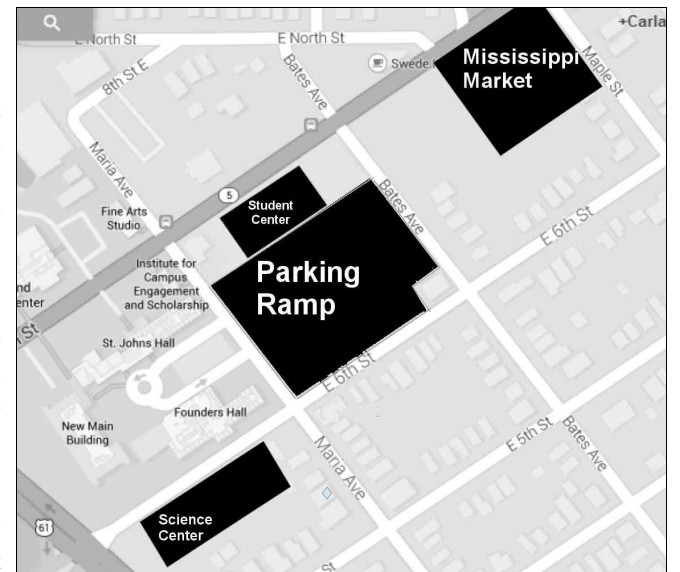 +Carla
E North St
E North St
Mississippi
Market
Swede
8th St E
Bates Ave
Maple St
Maria Ave
5
Student
Center
Bates Ave
Fine Arts
Studio
E 6th St
Institute for
Campus
Engagement
and Scholarship
Parking
Ramp
nd
enter
St
St. Johns Hall
E 6th St
Founders Hall
New Main
Building
E 5th St
Bates Ave
Maria Ave
Science
Center
61
St